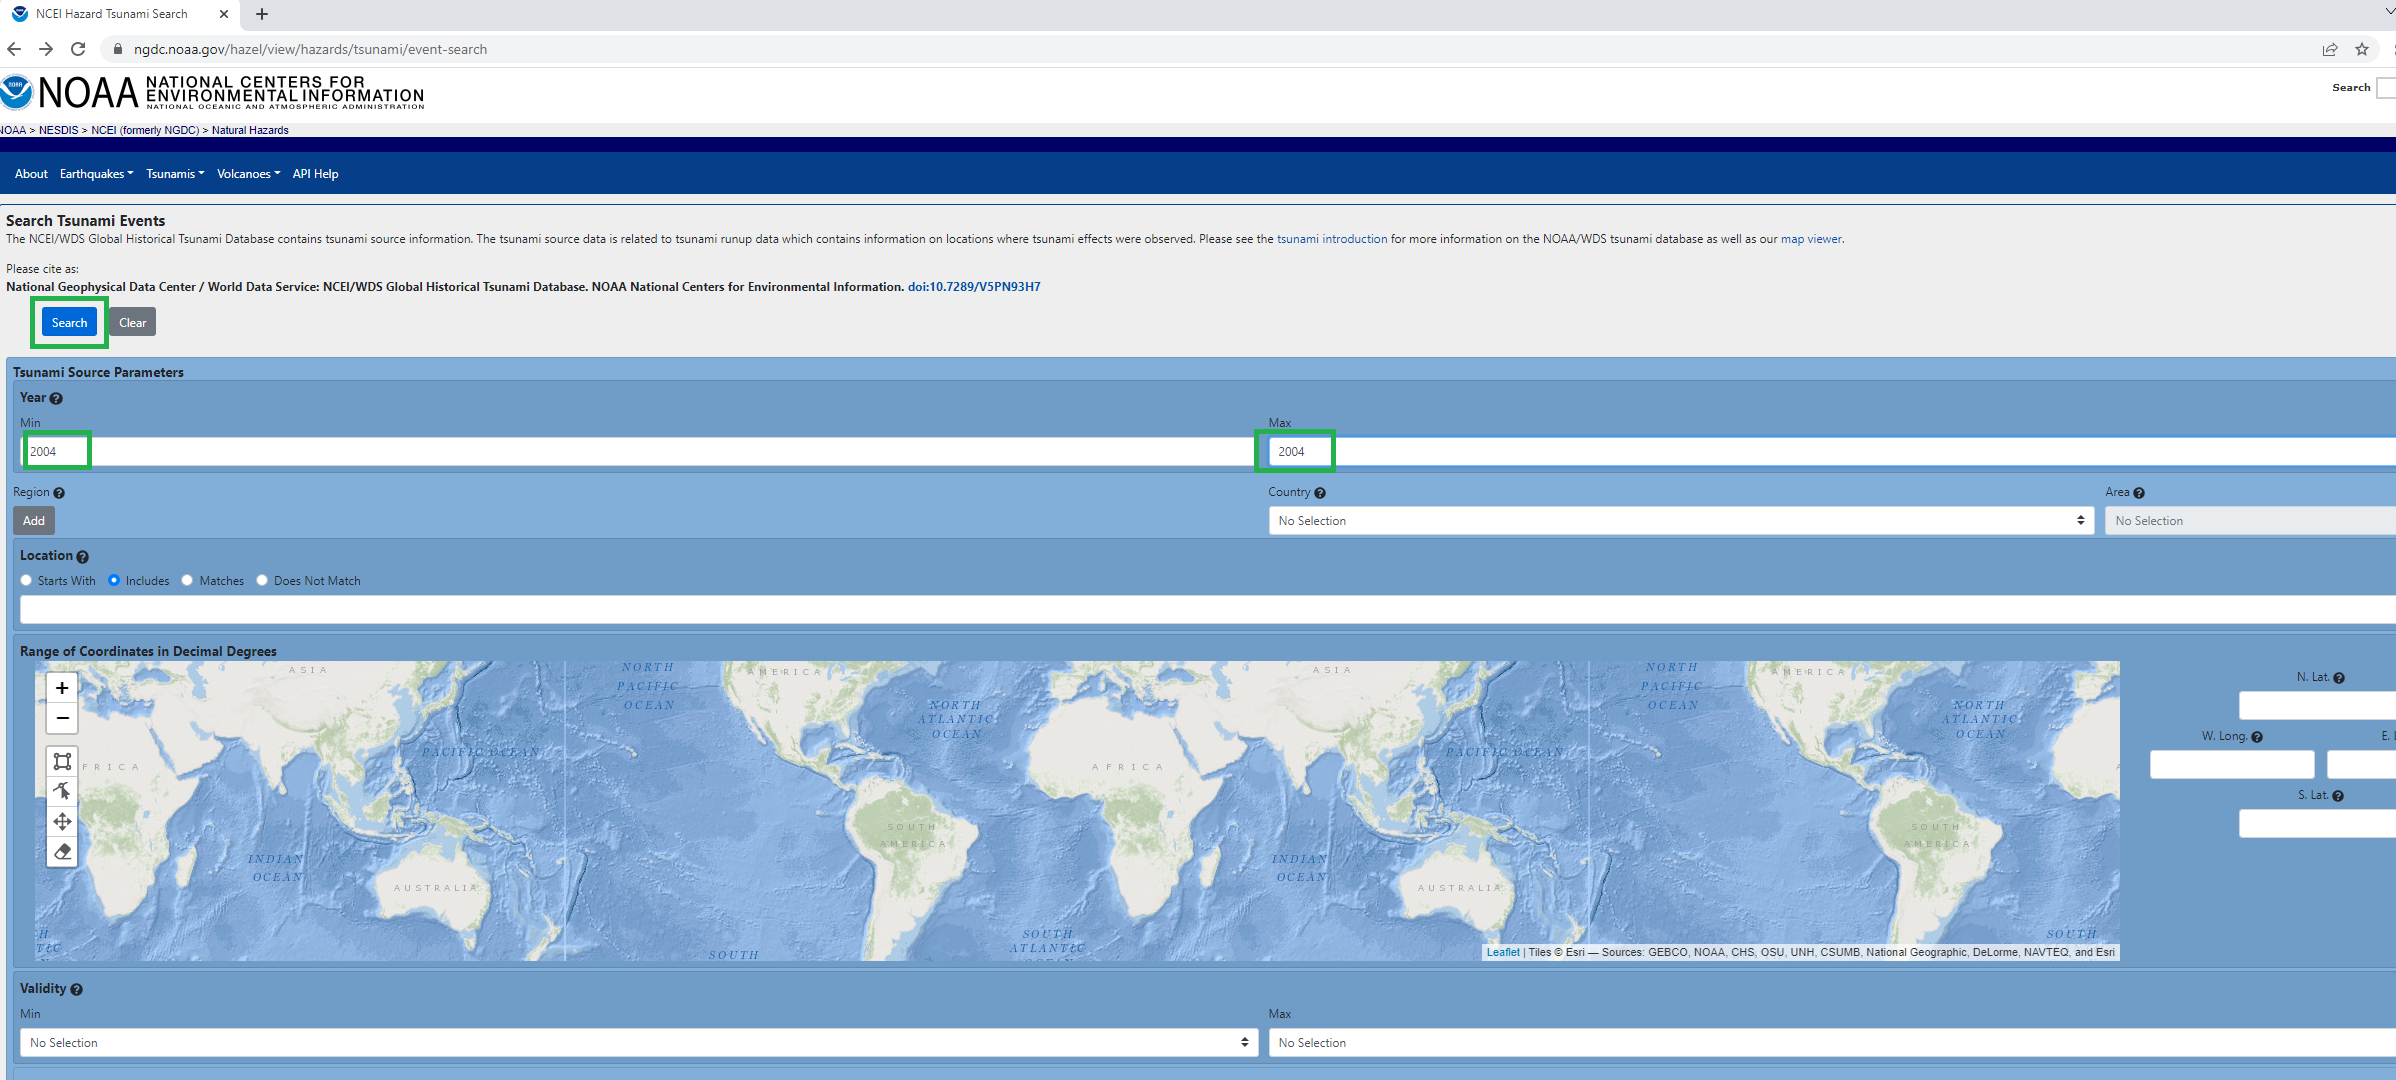 NCEI Hazard Tsunami Search
ngdc.noaa.gov/hazel/view/hazards/tsunami/event-search
NOAA NATIONAL CENTERS FOR
ENVIRONMENTAL INFORMATION
NATIONAL OCEANIC AND ATMOSPHERIC ADMINISTRATION
Search
NOAA > NESDIS > NCEI (formerly NGDC) > Natural Hazards
About Earthquakes Tsunamis Volcanoes API Help
Search Tsunami Events
The NCEI/WDS Global Historical Tsunami Database contains tsunami source information. The tsunami source data is related to tsunami runup data which contains information on locations where tsunami effects were observed. Please see the tsunami introduction for more information on the NOAA/WDS tsunami database as well as our map viewer.
Please cite as:
National Geophysical Data Center / World Data Service: NCEI/WDS Global Historical Tsunami Database. NOAA National Centers for Environmental Information. doi:10.7289/V5PN93H7
Search Clear
Tsunami Source Parameters
Year
Min Max
2004 2004
Region Country Area
Add No Selection No Selection
Location
Starts With Includes Matches Does Not Match
Range of Coordinates in Decimal Degrees
ASIA NORTH AMERICA ASIA NORTH AMERICA
PACIFIC PACIFIC
OCEAN NORTH OCEAN NORTH
ATLANTIC ATLANTIC
OCEAN OCEAN
PACIFIC OCEAN PACIFIC OCEAN
FRICA AFRICA
SOUTH SOUTH
AMERICA AMERICA
INDIAN INDIAN
OCEAN OCEAN
AUSTRALIA AUSTRALIA
SOUTH SOUTH
ATLANTIC
SOUTH
N. Lat.
W. Long. E.
S. Lat.
Leaflet | Tiles © Esri — Sources: GEBCO, NOAA, CHS, OSU, UNH, CSUMB, National Geographic, DeLorme, NAVTEQ, and Esri
Validity
Min Max
No Selection No Selection